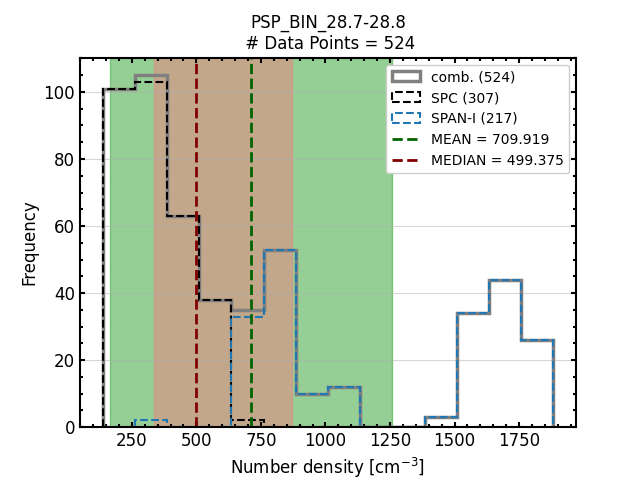 PSP_BIN_28.7-28.8
# Data Points = 524
comb. (524)
SPC (307)
SPAN-I (217)
MEAN = 709.919
MEDIAN = 499.375
Frequency
100
80
60
40
20
0
250 500 750 1000 1250 1500 1750
Number density [cm⁻³]